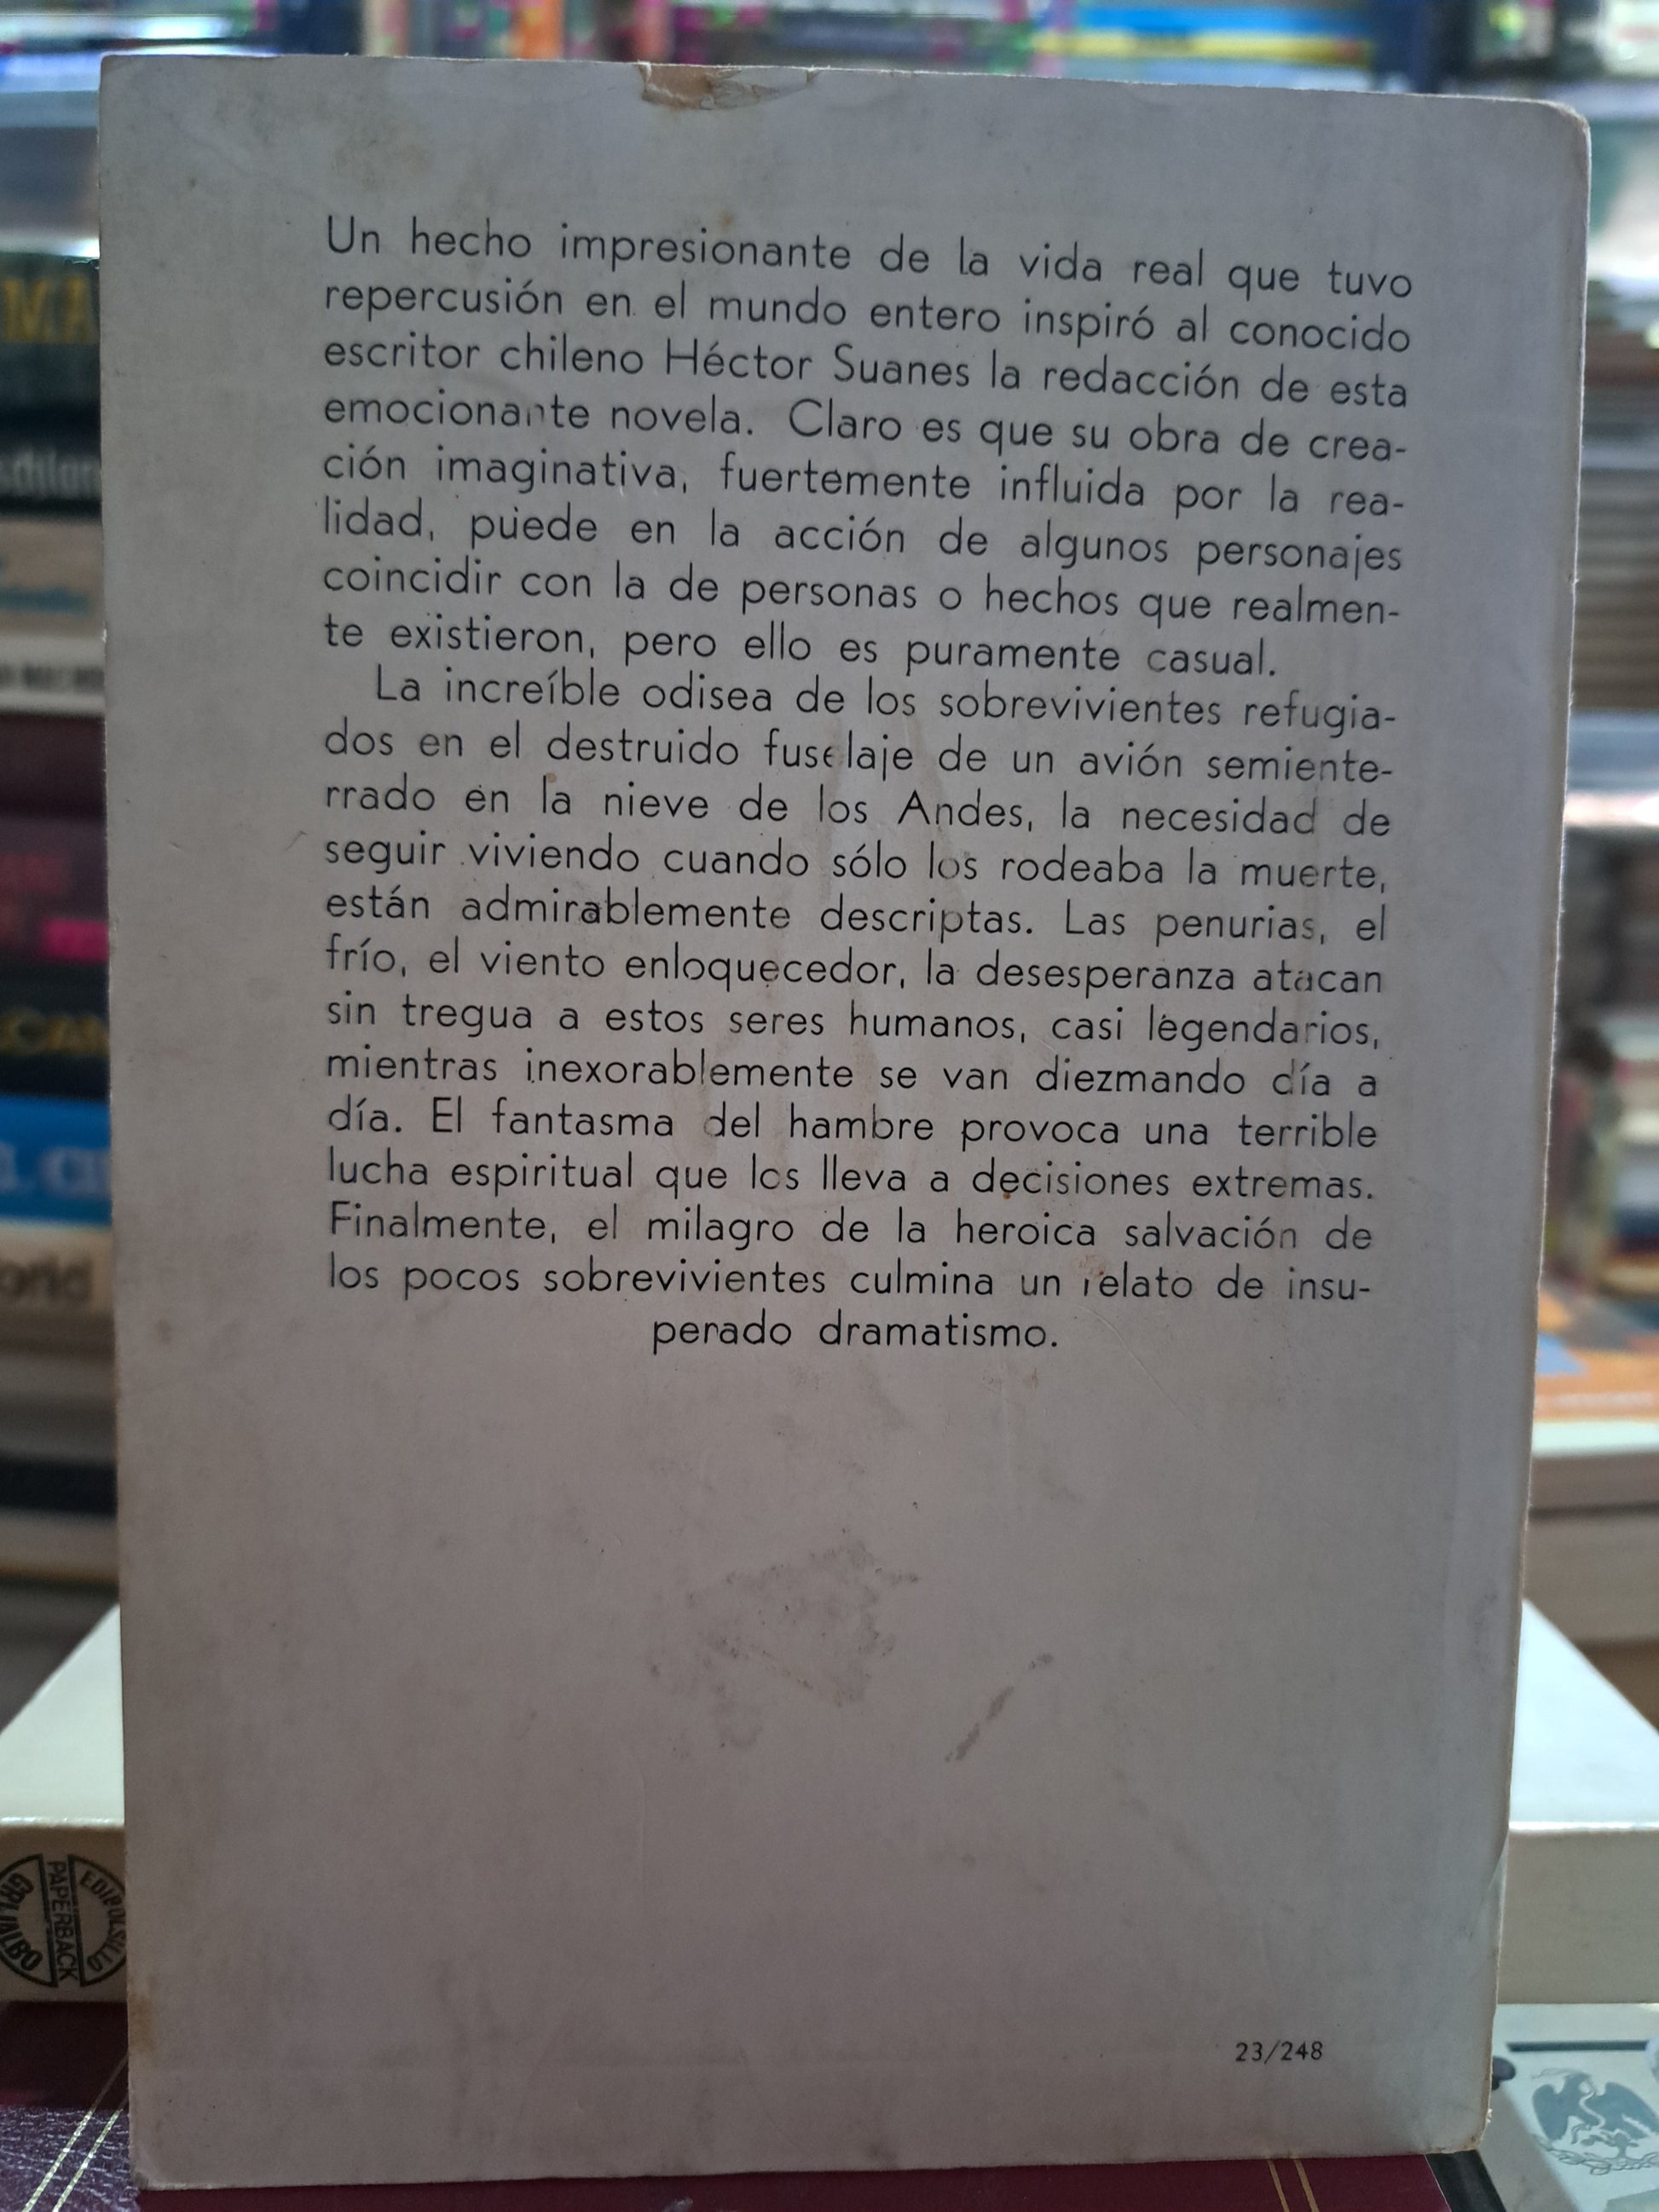 Un hecho impresionante de la vida real que tuvo
repercusión en el mundo entero inspiró al conocido
escritor chileno Héctor Suanes la redacción de esta
emocionante novela. Claro es que su obra de crea-
ción imaginativa, fuertemente influida por la rea-
lidad, puede en la acción de algunos personajes
coincidir con la de personas o hechos que realmen-
te existieron, pero ello es puramente casual.
La increíble odisea de los sobrevivientes refugia-
dos en el destruido fuselaje de un avión semiente-
rrado en la nieve de los Andes, la necesidad de
seguir viviendo cuando sólo los rodeaba la muerte,
están admirablemente descriptas. Las penurias, el
frío, el viento enloquecedor, la desesperanza atacan
sin tregua a estos seres humanos, casi legendarios,
mientras inexorablemente se van diezmando día a
día. El fantasma del hambre provoca una terrible
lucha espiritual que los lleva a decisiones extremas.
Finalmente, el milagro de la heroica salvación de
los pocos sobrevivientes culmina un relato de insu-
perado dramatismo.
23/248
EDIPOLSILLO
PAPERBACK
GRIJALBO